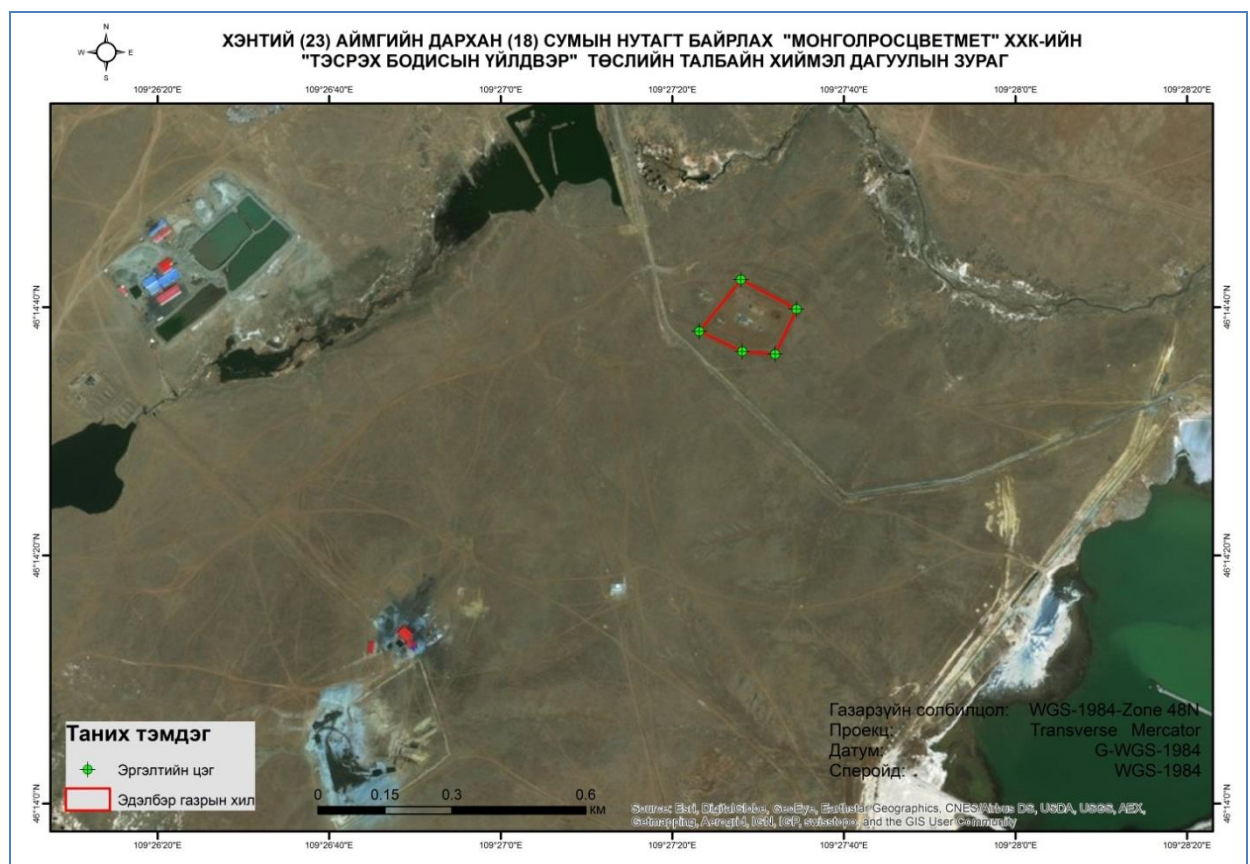 N
W E
S
ХЭНТИЙ (23) АЙМГИЙН ДАРХАН (18) СУМЫН НУТАГТ БАЙРЛАХ "МОНГОЛРОСЦВЕТМЕТ" ХХК-ИЙН
"ТЭСРЭХ БОДИСЫН ҮЙЛДВЭР" ТӨСЛИЙН ТАЛБАЙН ХИЙМЭЛ ДАГУУЛЫН ЗУРАГ
109°26'20"E 109°26'40"E 109°27'0"E 109°27'20"E 109°27'40"E 109°28'0"E 109°28'20"E
46°14'40"N 46°14'40"N
46°14'20"N 46°14'20"N
46°14'0"N 46°14'0"N
Таних тэмдэг
Эргэлтийн цэг
Эдэлбэр газрын хил
0 0.15 0.3 0.6
КМ
Газарзүйн солбилцол: WGS-1984-Zone 48N
Проекц: Transverse Mercator
Датум: G-WGS-1984
Сперойд: WGS-1984
Source: Esri, DigitalGlobe, GeoEye, Earthstar Geographics, CNES/Airbus DS, USDA, USGS, AEX,
Getmapping, Aerogrid, IGN, IGP, swisstopo, and the GIS User Community
109°26'20"E 109°26'40"E 109°27'0"E 109°27'20"E 109°27'40"E 109°28'0"E 109°28'20"E